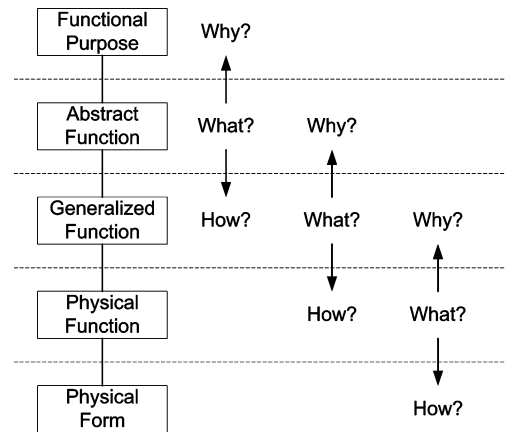 Functional
Purpose
Why?
Abstract
Function
What?
Why?
Generalized
Function
How?
What?
Why?
Physical
Function
How?
What?
Physical
Form
How?